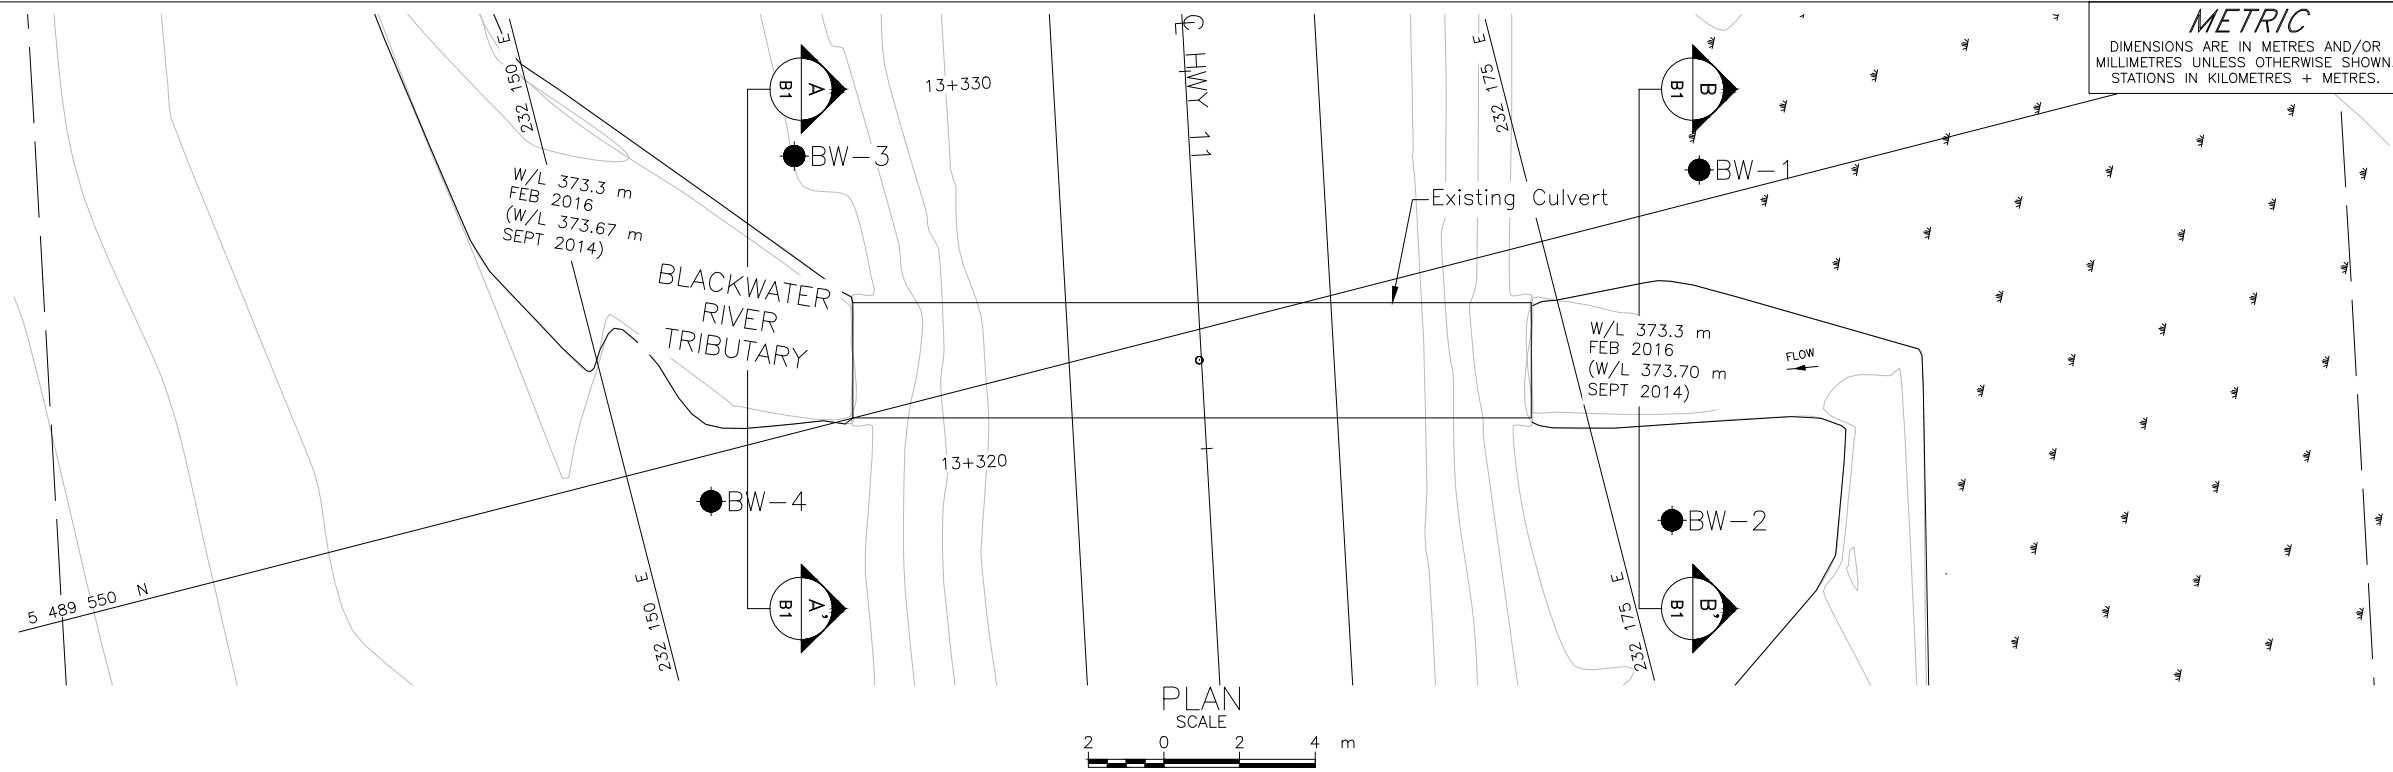 METRIC
DIMENSIONS ARE IN METRES AND/OR
MILLIMETRES UNLESS OTHERWISE SHOWN.
STATIONS IN KILOMETRES + METRES.
232 150 E
A
B1
13+330
℄ HWY 11
232 175 E
B
B1
BW-3
BW-1
W/L 373.3 m
FEB 2016
(W/L 373.67 m
SEPT 2014)
Existing Culvert
BLACKWATER
RIVER
TRIBUTARY
W/L 373.3 m
FEB 2016
(W/L 373.70 m
SEPT 2014)
FLOW
13+320
BW-4
BW-2
5 489 550 N
232 150 E
A'
B1
232 175 E
B'
B1
PLAN
SCALE
2 0 2 4 m